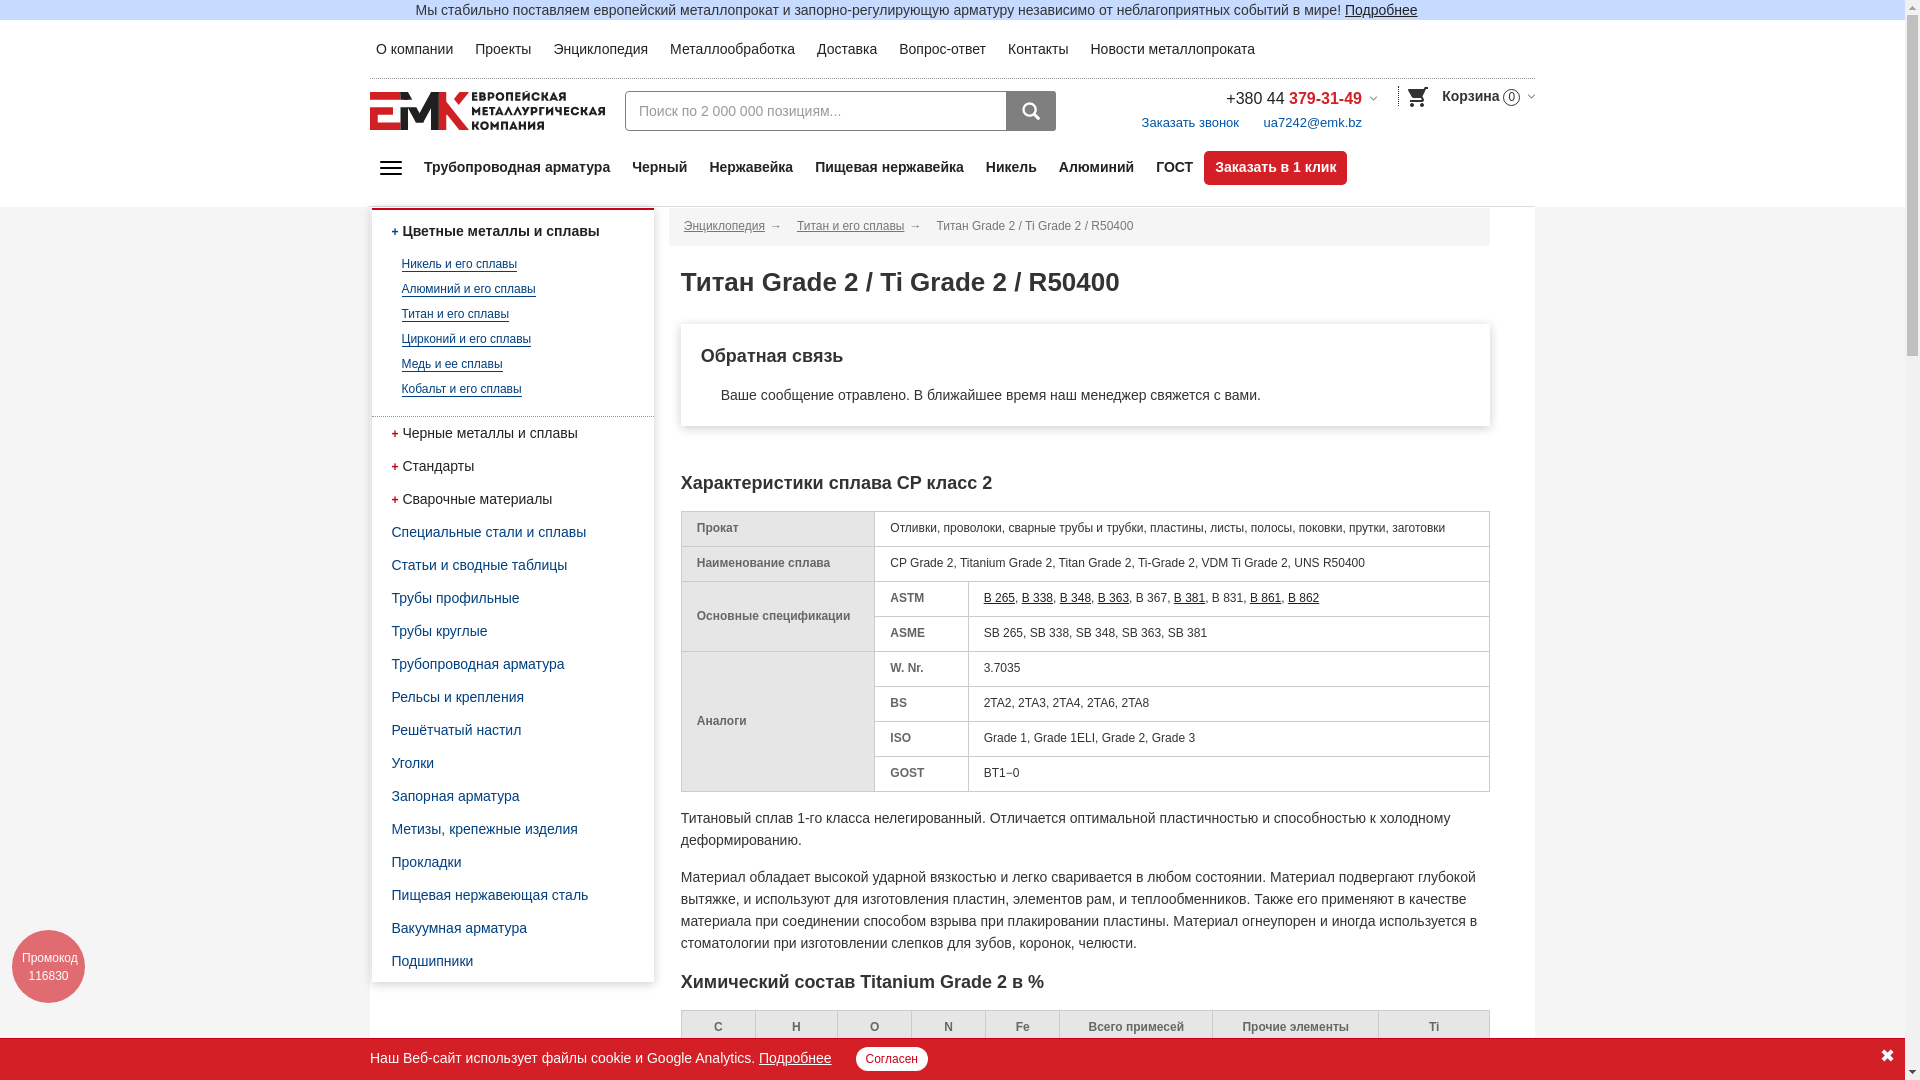 Мы стабильно поставляем европейский металлопрокат и запорно-регулирующую арматуру независимо от неблагоприятных событий в мире! Подробнее
О компании Проекты Энциклопедия Металлообработка Доставка Вопрос-ответ Контакты Новости металлопроката
ЕМК ЕВРОПЕЙСКАЯ
МЕТАЛЛУРГИЧЕСКАЯ
КОМПАНИЯ
Поиск по 2 000 000 позициям...
+380 44 379-31-49
Заказать звонок ua7242@emk.bz
Корзина 0
Трубопроводная арматура Черный Нержавейка Пищевая нержавейка Никель Алюминий ГОСТ Заказать в 1 клик
+ Цветные металлы и сплавы
Никель и его сплавы
Алюминий и его сплавы
Титан и его сплавы
Цирконий и его сплавы
Медь и ее сплавы
Кобальт и его сплавы
+ Черные металлы и сплавы
+ Стандарты
+ Сварочные материалы
Специальные стали и сплавы
Статьи и сводные таблицы
Трубы профильные
Трубы круглые
Трубопроводная арматура
Рельсы и крепления
Решётчатый настил
Уголки
Запорная арматура
Метизы, крепежные изделия
Прокладки
Пищевая нержавеющая сталь
Вакуумная арматура
Подшипники
Энциклопедия → Титан и его сплавы → Титан Grade 2 / Ti Grade 2 / R50400
Титан Grade 2 / Ti Grade 2 / R50400
Обратная связь
Ваше сообщение отравлено. В ближайшее время наш менеджер свяжется с вами.
Характеристики сплава CP класс 2
Прокат Отливки, проволоки, сварные трубы и трубки, пластины, листы, полосы, поковки, прутки, заготовки
Наименование сплава CP Grade 2, Titanium Grade 2, Titan Grade 2, Ti-Grade 2, VDM Ti Grade 2, UNS R50400
Основные спецификации ASTM B 265, B 338, B 348, B 363, B 367, B 381, B 831, B 861, B 862
ASME SB 265, SB 338, SB 348, SB 363, SB 381
Аналоги W. Nr. 3.7035
BS 2TA2, 2TA3, 2TA4, 2TA6, 2TA8
ISO Grade 1, Grade 1ELI, Grade 2, Grade 3
GOST ВТ1–0
Титановый сплав 1-го класса нелегированный. Отличается оптимальной пластичностью и способностью к холодному
деформированию.
Материал обладает высокой ударной вязкостью и легко сваривается в любом состоянии. Материал подвергают глубокой
вытяжке, и используют для изготовления пластин, элементов рам, и теплообменников. Также его применяют в качестве
материала при соединении способом взрыва при плакировании пластины. Материал огнеупорен и иногда используется в
стоматологии при изготовлении слепков для зубов, коронок, челюсти.
Химический состав Titanium Grade 2 в %
C H O N Fe Всего примесей Прочие элементы Ti
Промокод
116830
Наш Веб-сайт использует файлы cookie и Google Analytics. Подробнее Согласен